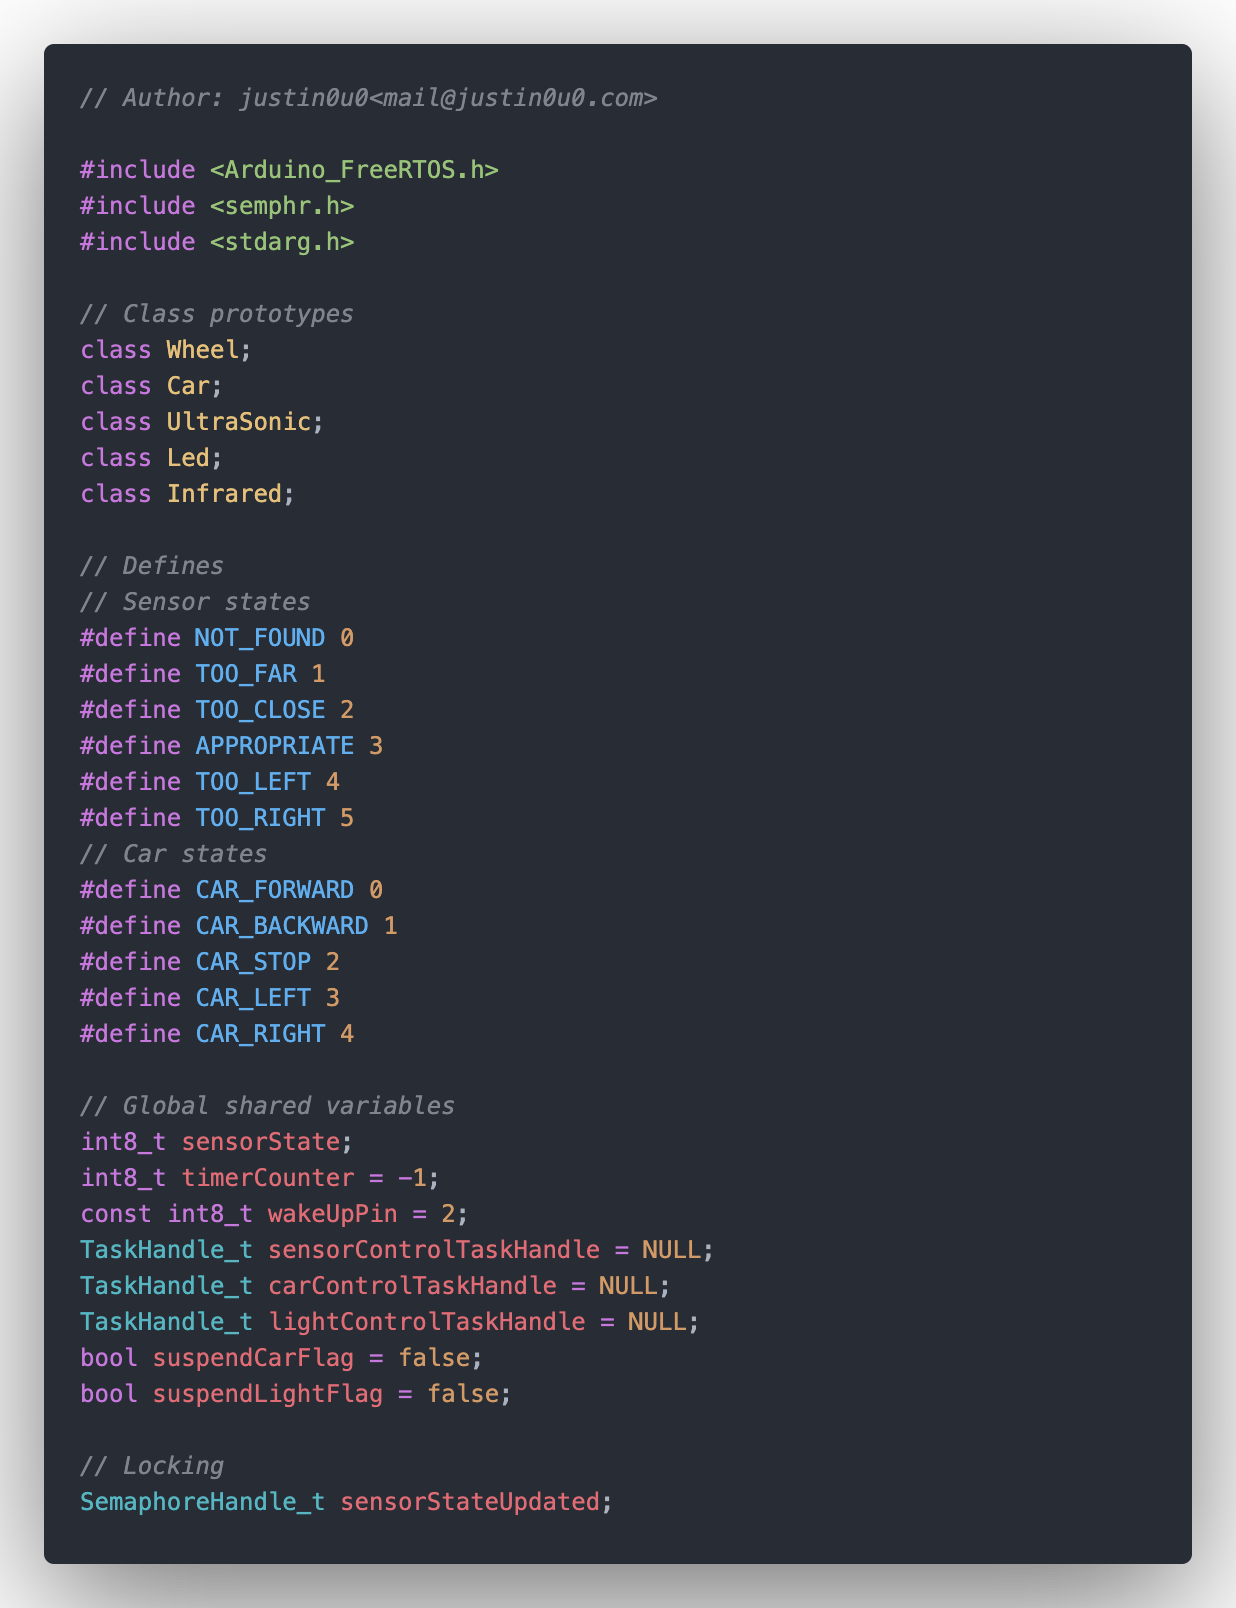 // Author: justin0u0<mail@justin0u0.com>
#include <Arduino_FreeRTOS.h>
#include <semphr.h>
#include <stdarg.h>
// Class prototypes
class Wheel;
class Car;
class UltraSonic;
class Led;
class Infrared;
// Defines
// Sensor states
#define NOT_FOUND 0
#define TOO_FAR 1
#define TOO_CLOSE 2
#define APPROPRIATE 3
#define TOO_LEFT 4
#define TOO_RIGHT 5
// Car states
#define CAR_FORWARD 0
#define CAR_BACKWARD 1
#define CAR_STOP 2
#define CAR_LEFT 3
#define CAR_RIGHT 4
// Global shared variables
int8_t sensorState;
int8_t timerCounter = -1;
const int8_t wakeUpPin = 2;
TaskHandle_t sensorControlTaskHandle = NULL;
TaskHandle_t carControlTaskHandle = NULL;
TaskHandle_t lightControlTaskHandle = NULL;
bool suspendCarFlag = false;
bool suspendLightFlag = false;
// Locking
SemaphoreHandle_t sensorStateUpdated;